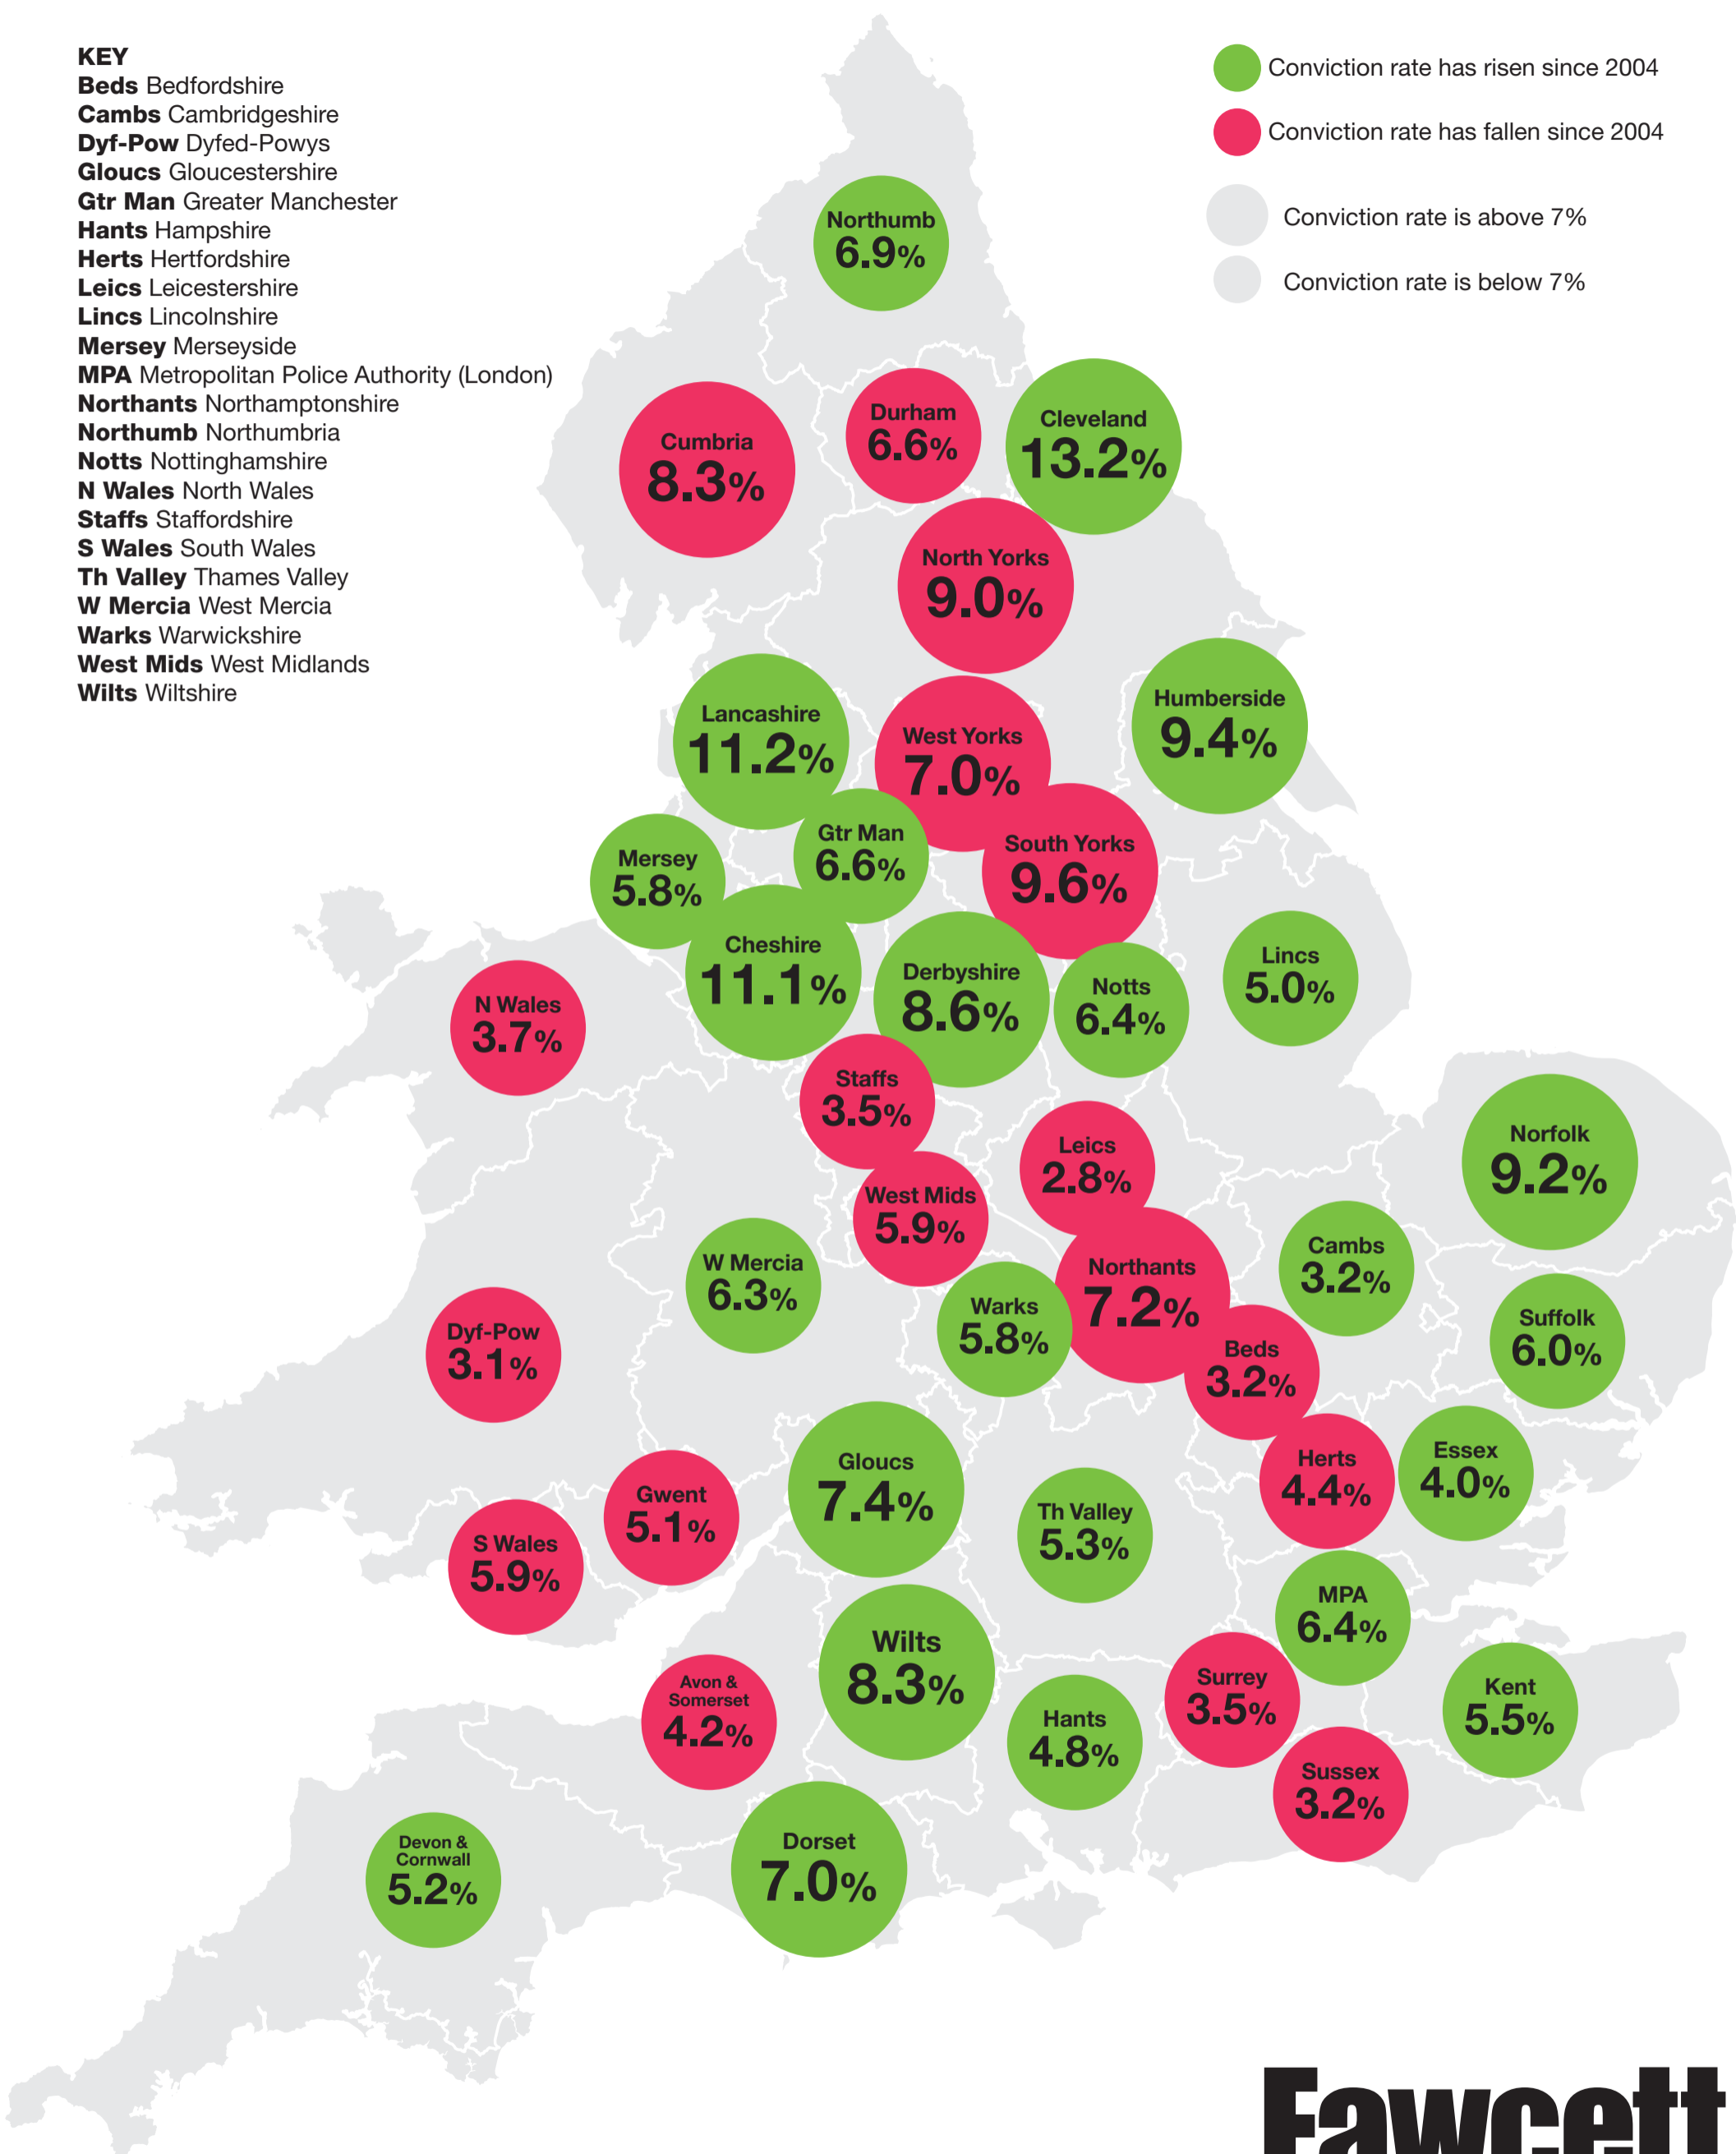 KEY
Beds Bedfordshire
Cambs Cambridgeshire
Dyf-Pow Dyfed-Powys
Gloucs Gloucestershire
Gtr Man Greater Manchester
Hants Hampshire
Herts Hertfordshire
Leics Leicestershire
Lincs Lincolnshire
Mersey Merseyside
MPA Metropolitan Police Authority (London)
Northants Northamptonshire
Northumb Northumbria
Notts Nottinghamshire
N Wales North Wales
Staffs Staffordshire
S Wales South Wales
Th Valley Thames Valley
W Mercia West Mercia
Warks Warwickshire
West Mids West Midlands
Wilts Wiltshire
Conviction rate has risen since 2004
Conviction rate has fallen since 2004
Conviction rate is above 7%
Conviction rate is below 7%
Northumb
6.9%
Durham
6.6%
Cleveland
13.2%
Cumbria
8.3%
North Yorks
9.0%
Humberside
9.4%
Lancashire
11.2%
West Yorks
7.0%
Gtr Man
6.6%
South Yorks
9.6%
Mersey
5.8%
Cheshire
11.1%
Derbyshire
8.6%
Notts
6.4%
Lincs
5.0%
N Wales
3.7%
Staffs
3.5%
Leics
2.8%
Norfolk
9.2%
West Mids
5.9%
W Mercia
6.3%
Northants
7.2%
Cambs
3.2%
Warks
5.8%
Suffolk
6.0%
Dyf-Pow
3.1%
Beds
3.2%
Gloucs
7.4%
Herts
4.4%
Essex
4.0%
Gwent
5.1%
Th Valley
5.3%
S Wales
5.9%
MPA
6.4%
Wilts
8.3%
Avon &
Somerset
4.2%
Surrey
3.5%
Kent
5.5%
Hants
4.8%
Sussex
3.2%
Devon &
Cornwall
5.2%
Dorset
7.0%
Fawcett